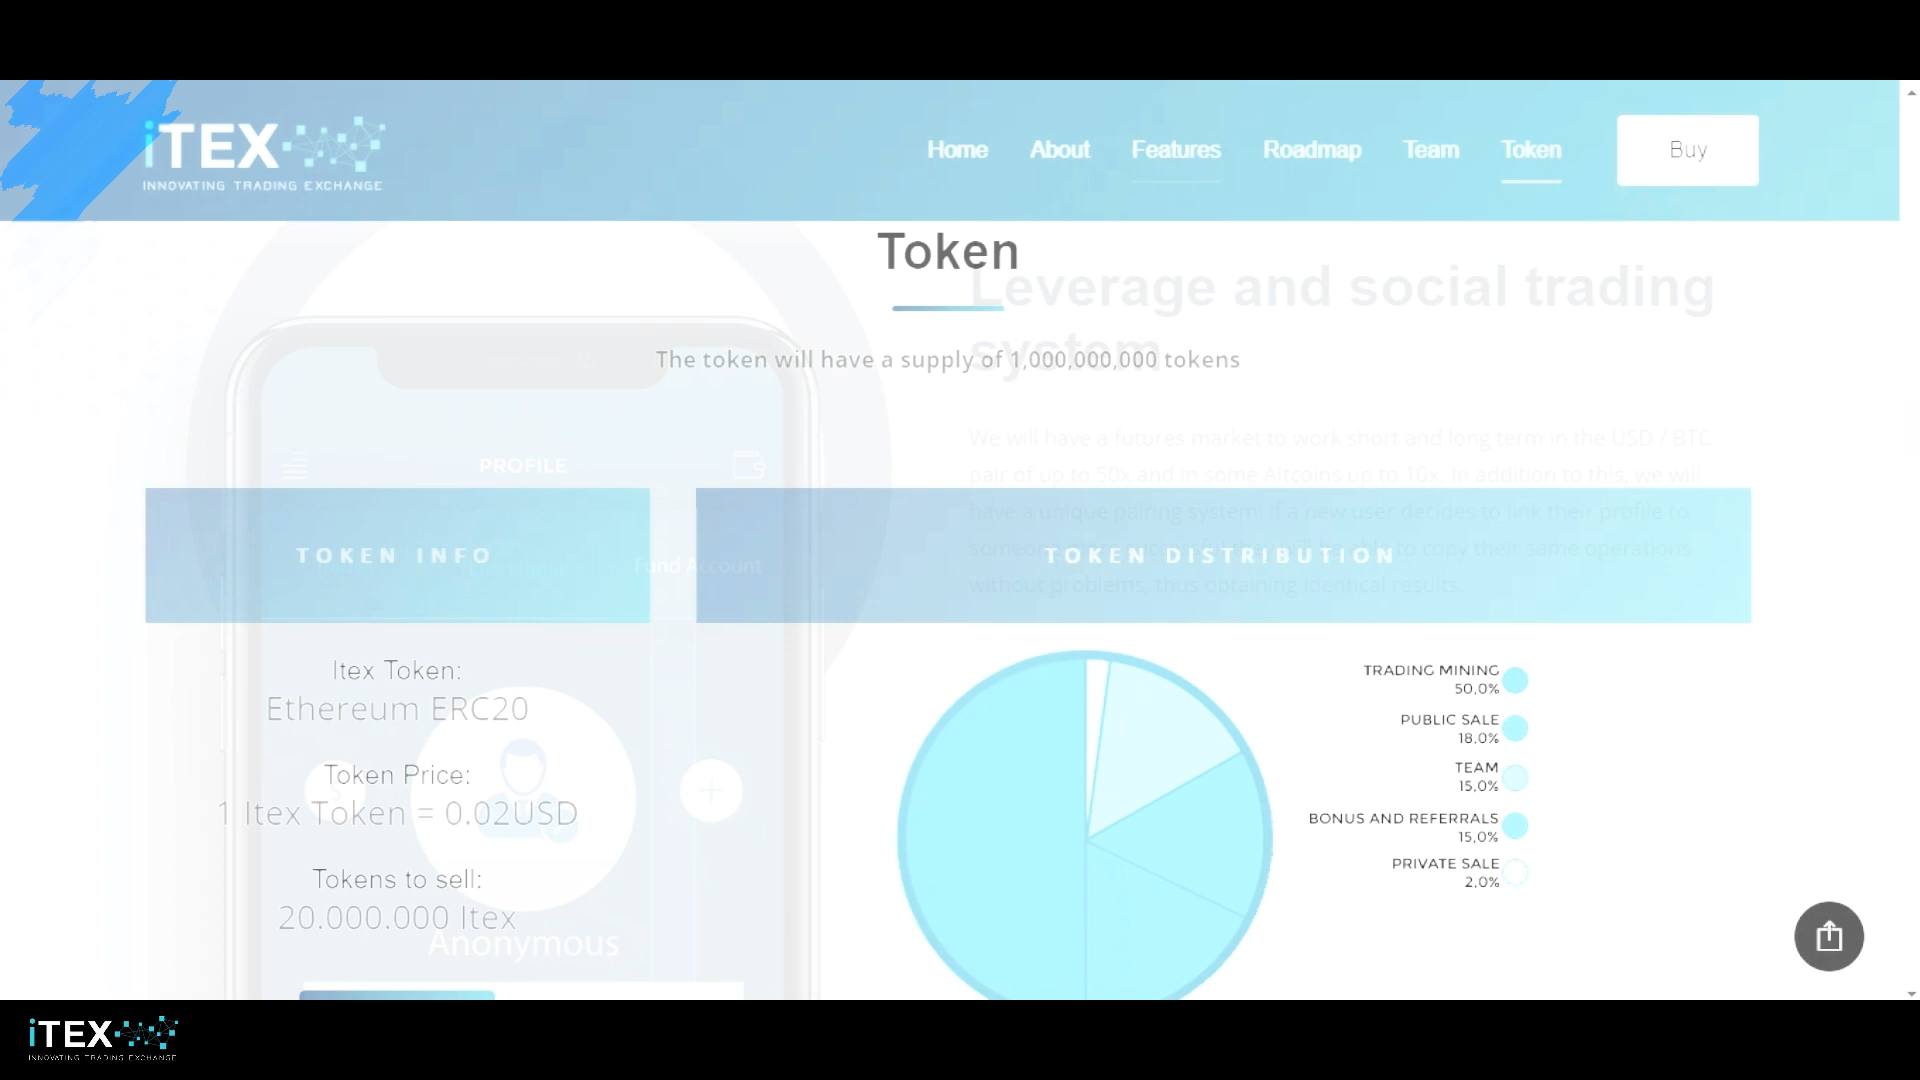 iTEX
INNOVATING TRADING EXCHANGE
Home About Features Roadmap Team Token Buy
Token
Leverage and social trading
system
The token will have a supply of 1,000,000,000 tokens
We will have a futures market to work short and long term in the USD / BTC
pair of up to 50x and in some Altcoins up to 10x. In addition to this, we will
have a unique pairing system: If a new user decides to link their profile to
to copy their same operations
without problems, thus obtaining identical results.
PROFILE
Fund Account
TOKEN INFO
TOKEN DISTRIBUTION
Itex Token:
Ethereum ERC20
Token Price:
1 Itex Token = 0.02USD
Tokens to sell:
20.000.000 Itex
Anonymous
TRADING MINING
50,0%
PUBLIC SALE
18,0%
TEAM
15,0%
BONUS AND REFERRALS
15,0%
PRIVATE SALE
2,0%
iTEX
INNOVATING TRADING EXCHANGE